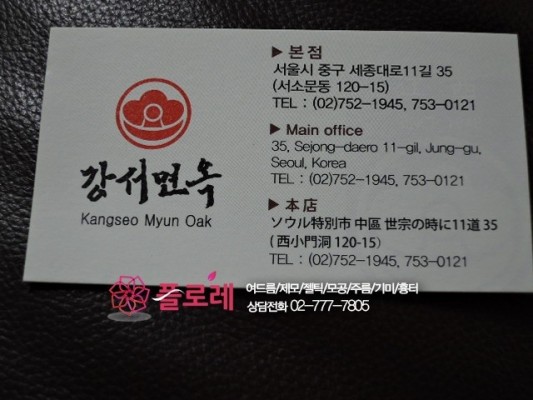 강서면옥
Kangseo Myun Oak
▶ 본점
서울시 중구 세종대로11길 35
(서소문동 120-15)
TEL : (02)752-1945, 753-0121
▶ Main office
35, Sejong-daero 11-gil, Jung-gu,
Seoul, Korea
TEL : (02)752-1945, 753-0121
▶ 本店
ソウル特別市 中區 世宗の時に11道 35
( 西小門洞 120-15)
TEL : (02)752-1945, 753-0121
플로레
여드름/제모/젤틱/모공/주름/기미/흉터
상담전화 02-777-7805